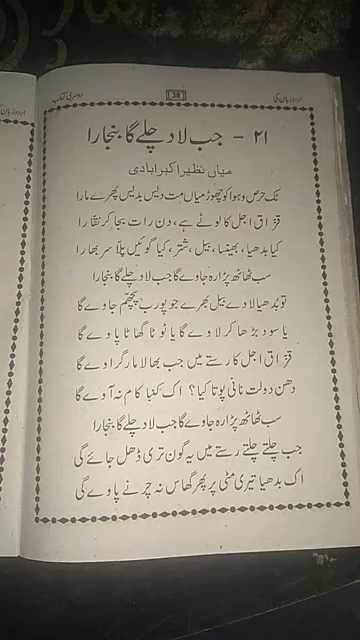 اردو زبان کی
38
دوسری کتاب
۲۱ - جب لاد چلے گا بنجارا
میاں نظیر اکبر آبادی
ٹک حرص و ہوا کو چھوڑ میاں مت دیس بدیس پھرے مارا
قزاق اجل کا لوٹے ہے، دن رات بجا کر نقارا
کیا بدھیا، بھینسا، بیل، شتر، کیا گوئیں پلا سر بھارا
سب ٹھاٹھ پڑا رہ جاوے گا جب لاد چلے گا بنجارا
تو بدھیا لادے بیل بھرے جو پورب پچھم جاوے گا
یا سود بڑھا کر لاوے گا یا ٹوٹا گھاٹا پاوے گا
قزاق اجل کا رستے میں جب بھالا مار گراوے گا
دھن دولت نانی پوتا کیا؟ اک کنبا کام نہ آوے گا
سب ٹھاٹھ پڑا رہ جاوے گا جب لاد چلے گا بنجارا
جب چلتے چلتے رستے میں یہ گون تری ڈھل جائے گی
اک بدھیا تیری مٹی پر پھر گھاس نہ چرنے پاوے گی